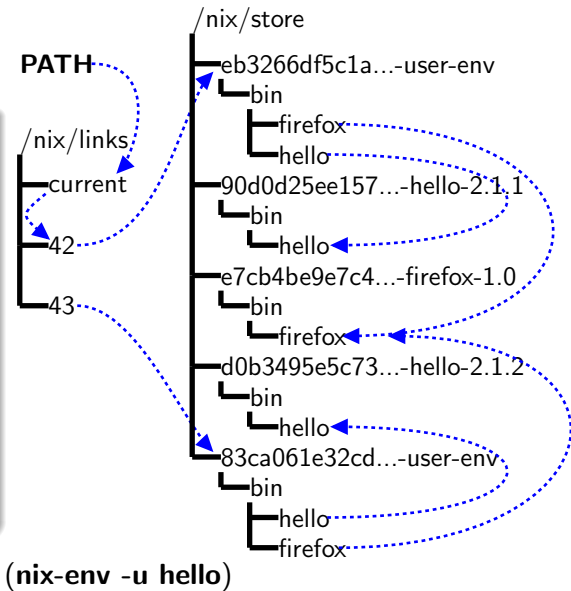 /nix/store
PATH
eb3266df5c1a...-user-env
bin
firefox
hello
/nix/links
current
42
43
90d0d25ee157...-hello-2.1.1
bin
hello
e7cb4be9e7c4...-firefox-1.0
bin
firefox
d0b3495e5c73...-hello-2.1.2
bin
hello
83ca061e32cd...-user-env
bin
hello
firefox
(nix-env -u hello)